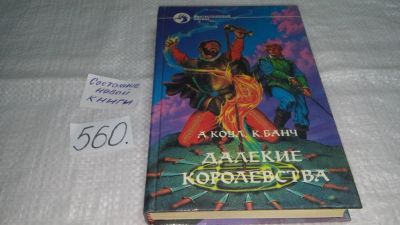 Состояние
новой
книги
560.
А.КОУЛ, К.БАНЧ
ДАЛЕКИЕ
КОРОЛЕВСТВА